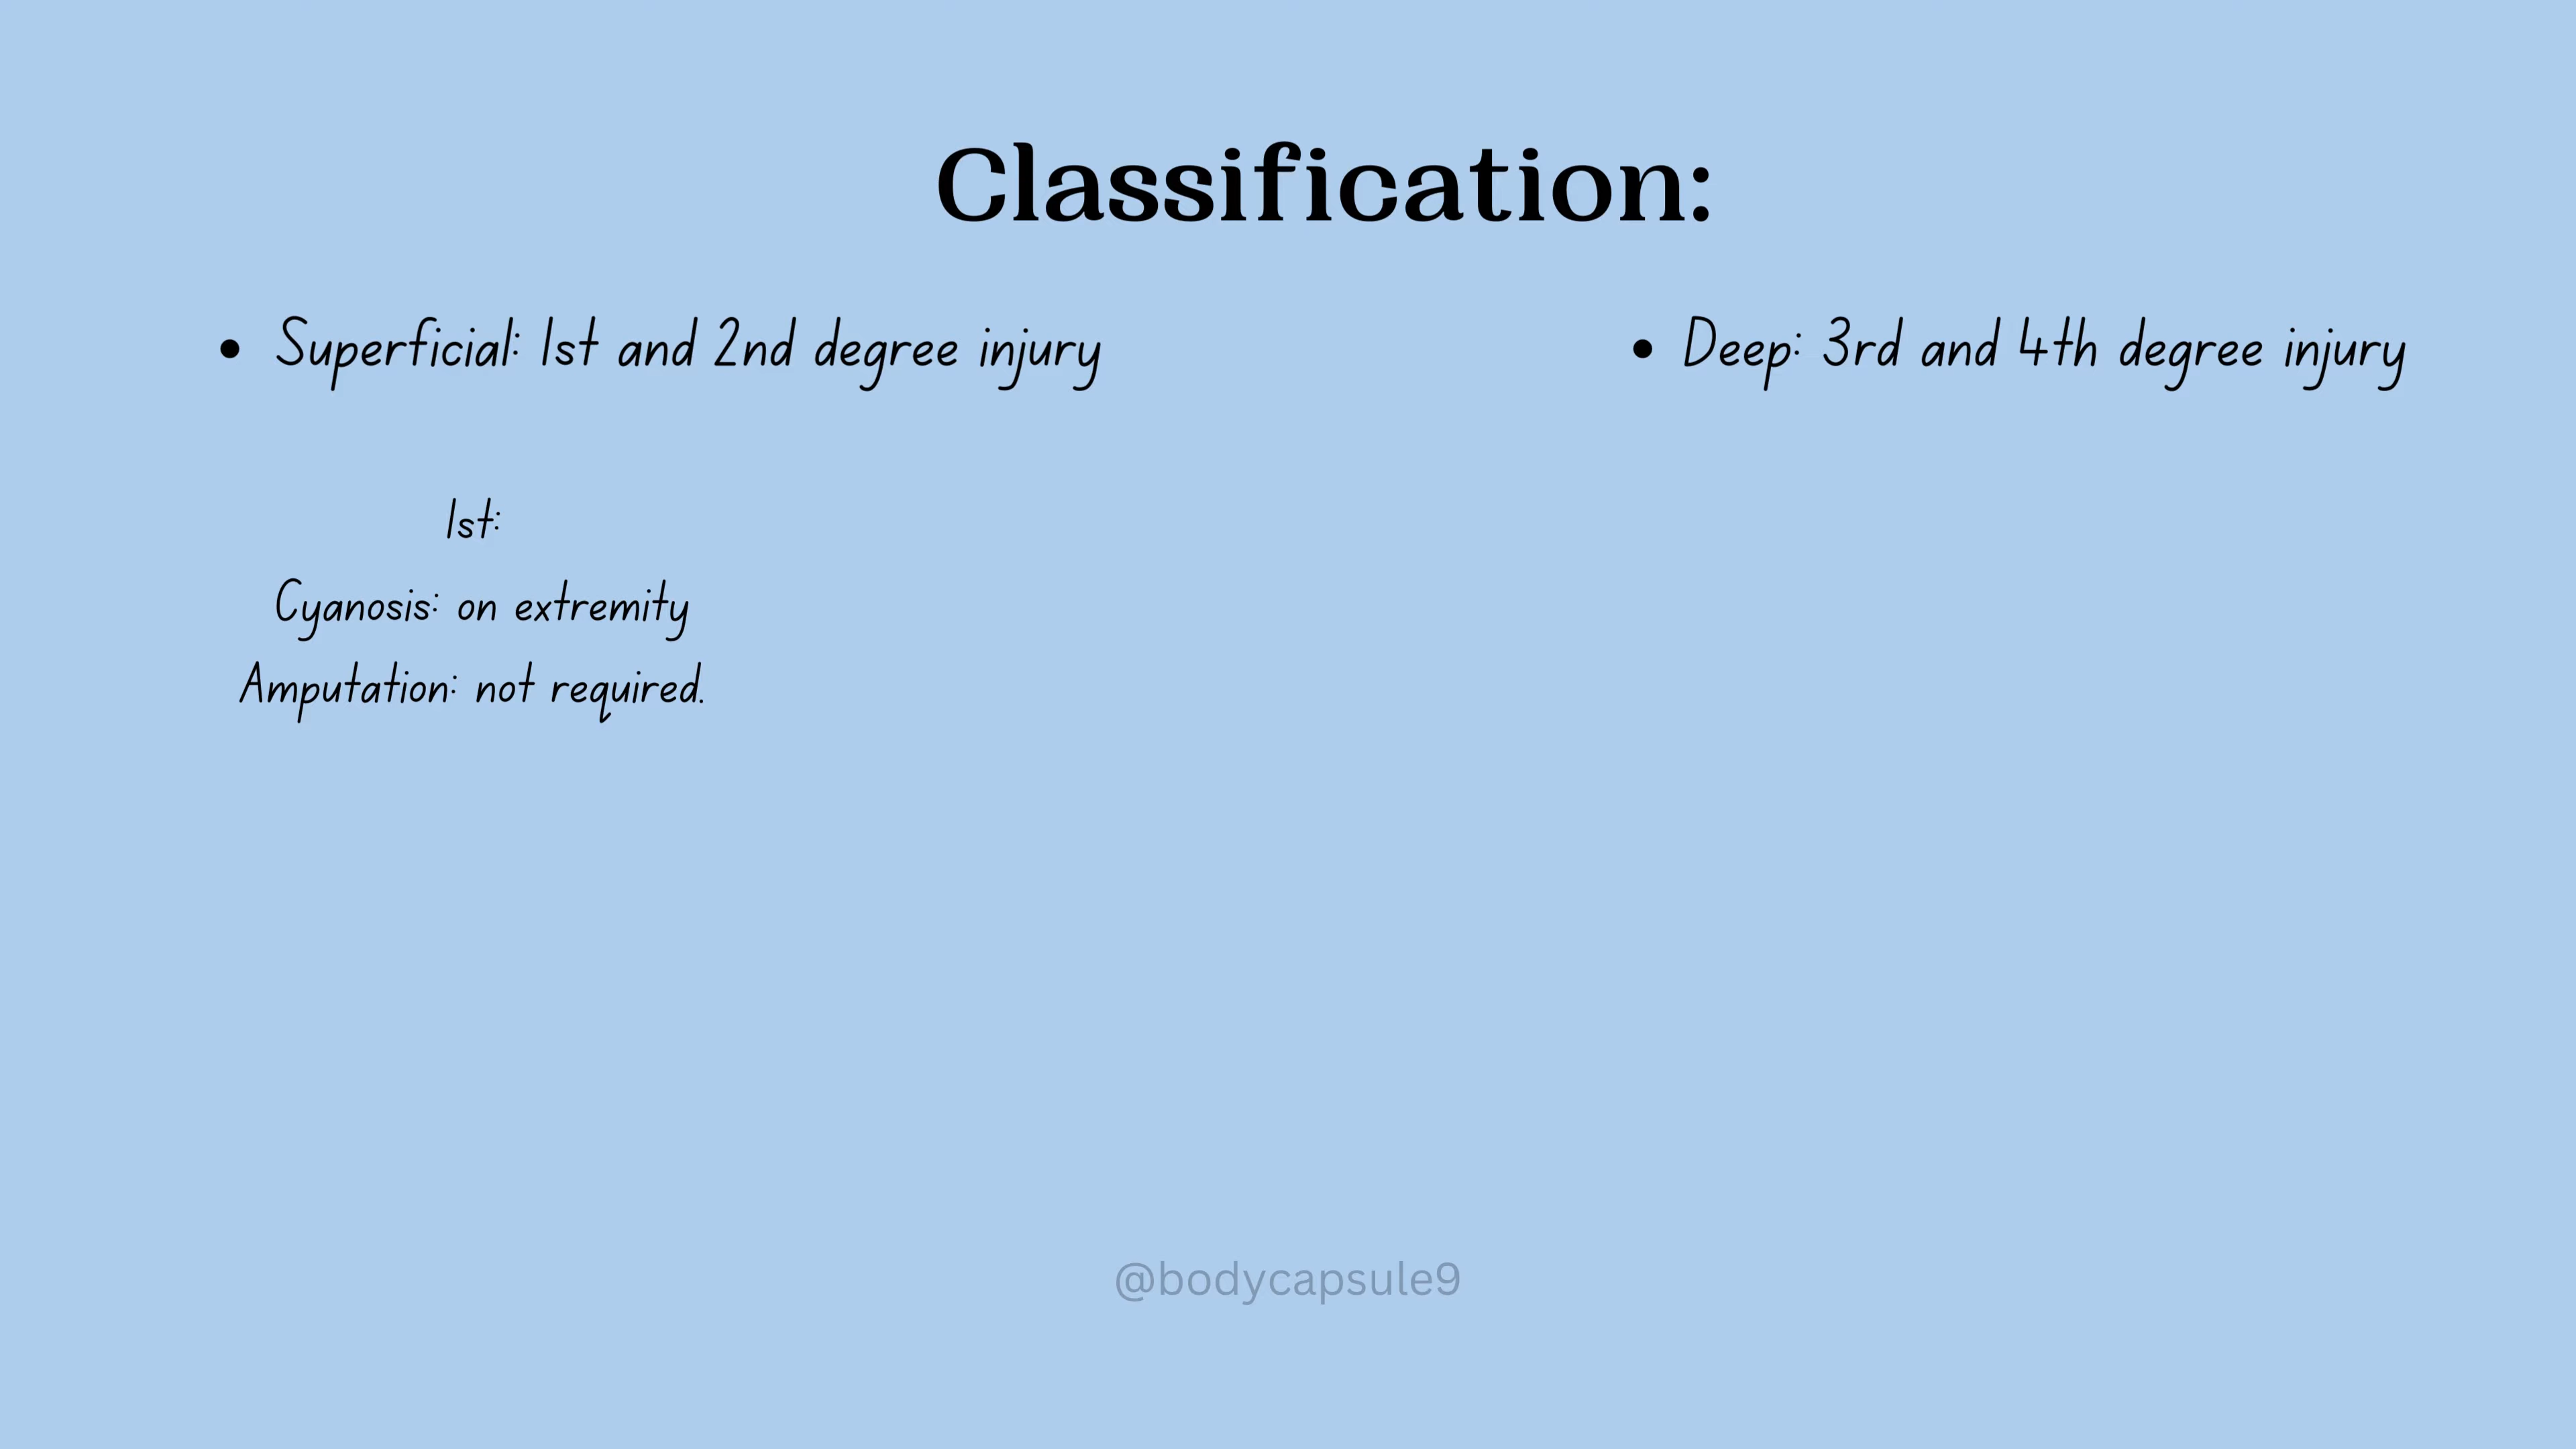 Classification:
• Superficial: 1st and 2nd degree injury
• Deep: 3rd and 4th degree injury
1st:
Cyanosis: on extremity
Amputation: not required.
@bodycapsule9